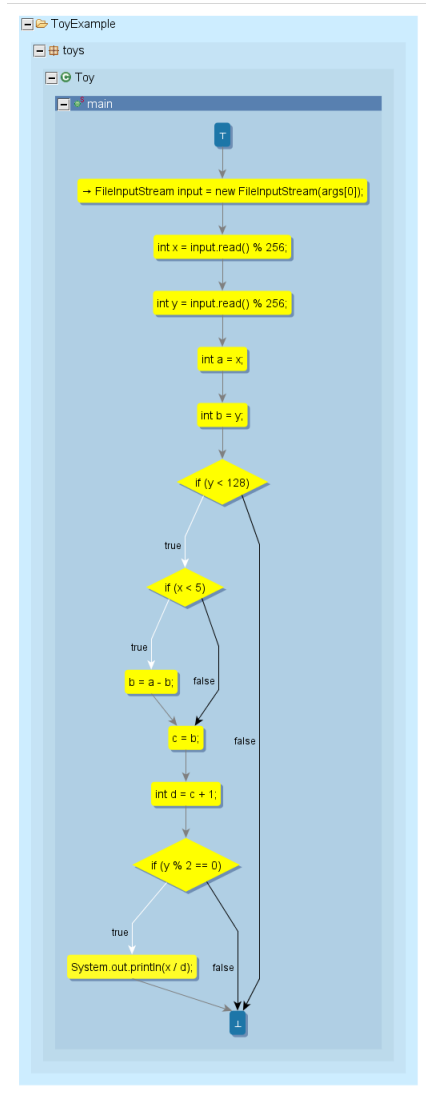 ToyExample
toys
Toy
main
⊤
→ FileInputStream input = new FileInputStream(args[0]);
int x = input.read() % 256;
int y = input.read() % 256;
int a = x;
int b = y;
if (y < 128)
true
if (x < 5)
true
b = a - b;
false
c = b;
false
int d = c + 1;
if (y % 2 == 0)
true
System.out.println(x / d);
false
⊥